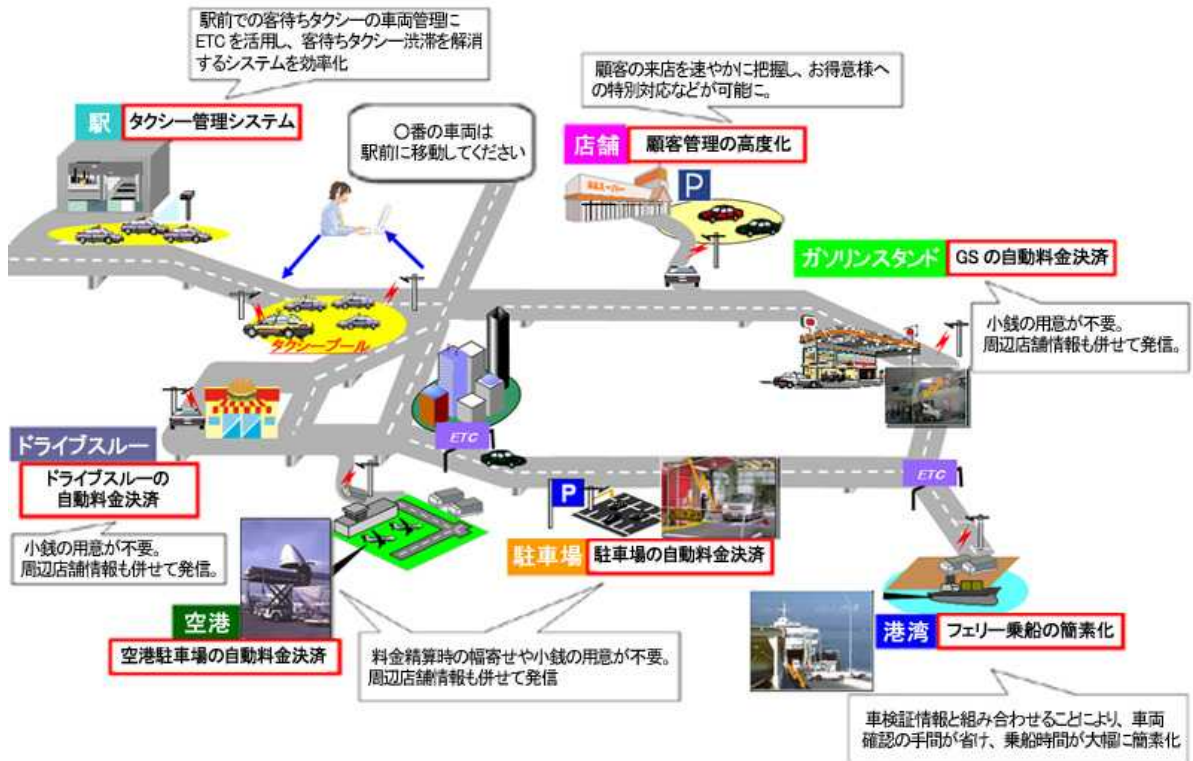 駅前での客待ちタクシーの車両管理に
ETCを活用し、客待ちタクシー渋滞を解消
するシステムを効率化
顧客の来店を速やかに把握し、お得意様へ
の特別対応などが可能に。
駅
タクシー管理システム
〇番の車両は
駅前に移動してください
店舗
顧客管理の高度化
P
ガソリンスタンド
GSの自動料金決済
小銭の用意が不要。
周辺店舗情報も併せて発信。
タクシープール
ETC
ETC
ドライブスルー
ドライブスルーの
自動料金決済
小銭の用意が不要。
周辺店舗情報も併せて発信。
P
駐車場
駐車場の自動料金決済
空港
空港駐車場の自動料金決済
料金精算時の幅寄せや小銭の用意が不要。
周辺店舗情報も併せて発信
港湾
フェリー乗船の簡素化
車検証情報と組み合わせることにより、車両
確認の手間が省け、乗船時間が大幅に簡素化